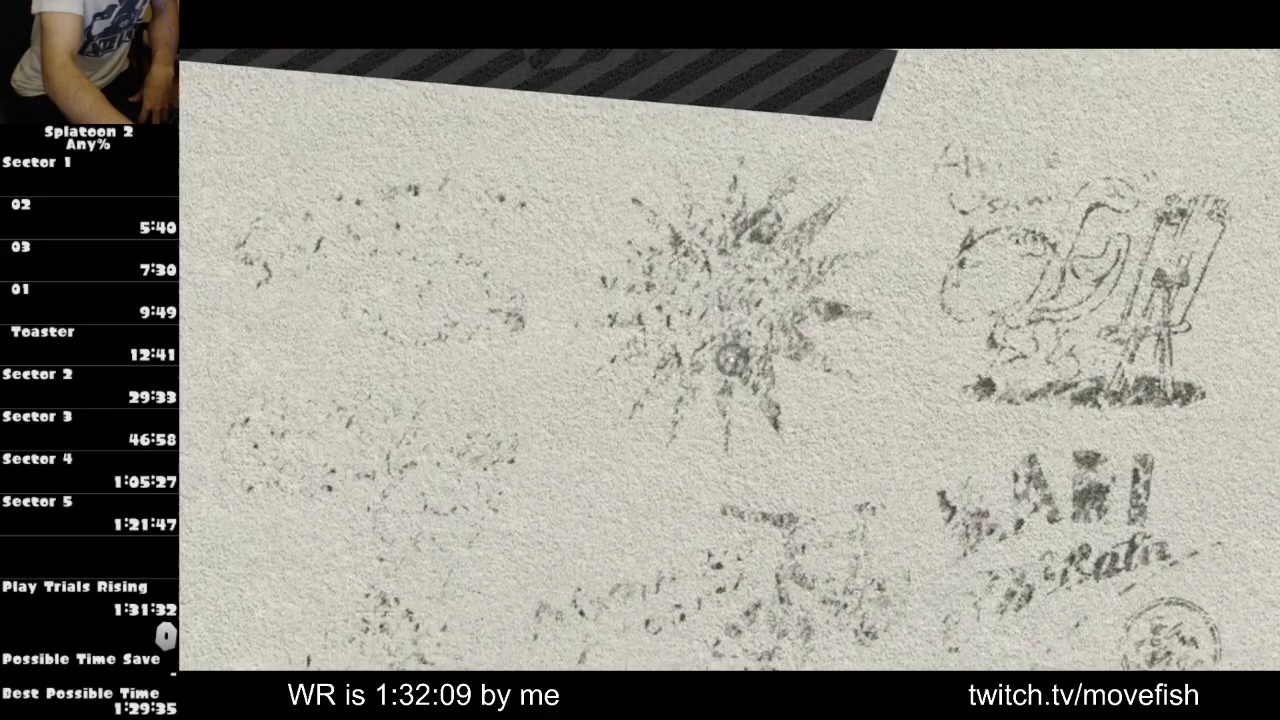 Splatoon 2
Any%
Sector 1
02
5:40
03
7:30
01
9:49
Toaster
12:41
Sector 2
29:33
Sector 3
46:58
Sector 4
1:05:27
Sector 5
1:21:47
Play Trials Rising
1:31:32
0
Possible Time Save
-
Best Possible Time
1:29:35
WR is 1:32:09 by me
twitch.tv/movefish